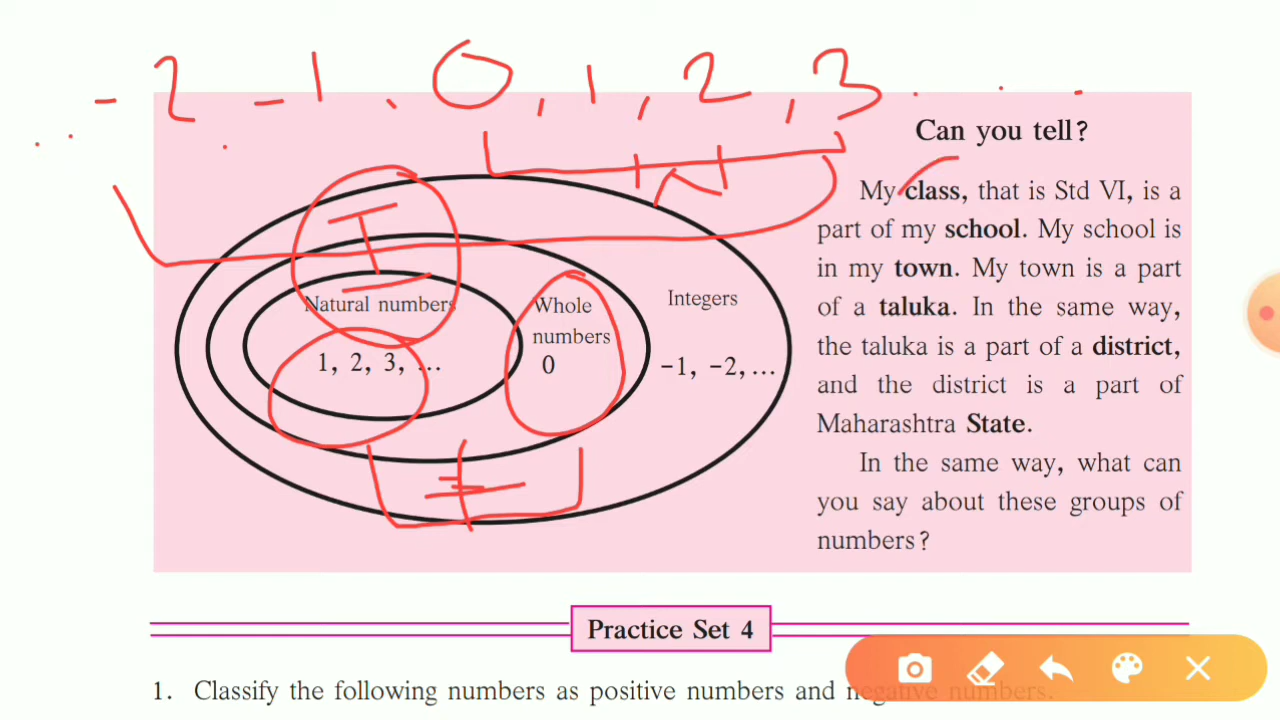 - 2 - 1 , 0 , 1 , 2 , 3 . . .
N
I
Can you tell?
My class, that is Std VI, is a
part of my school. My school is
in my town. My town is a part
of a taluka. In the same way,
the taluka is a part of a district,
and the district is a part of
Maharashtra State.
In the same way, what can
you say about these groups of
numbers?
Natural numbers
1, 2, 3, ...
Whole
numbers
0
Integers
-1, -2, ...
Practice Set 4
1. Classify the following numbers as positive numbers and negative numbers.